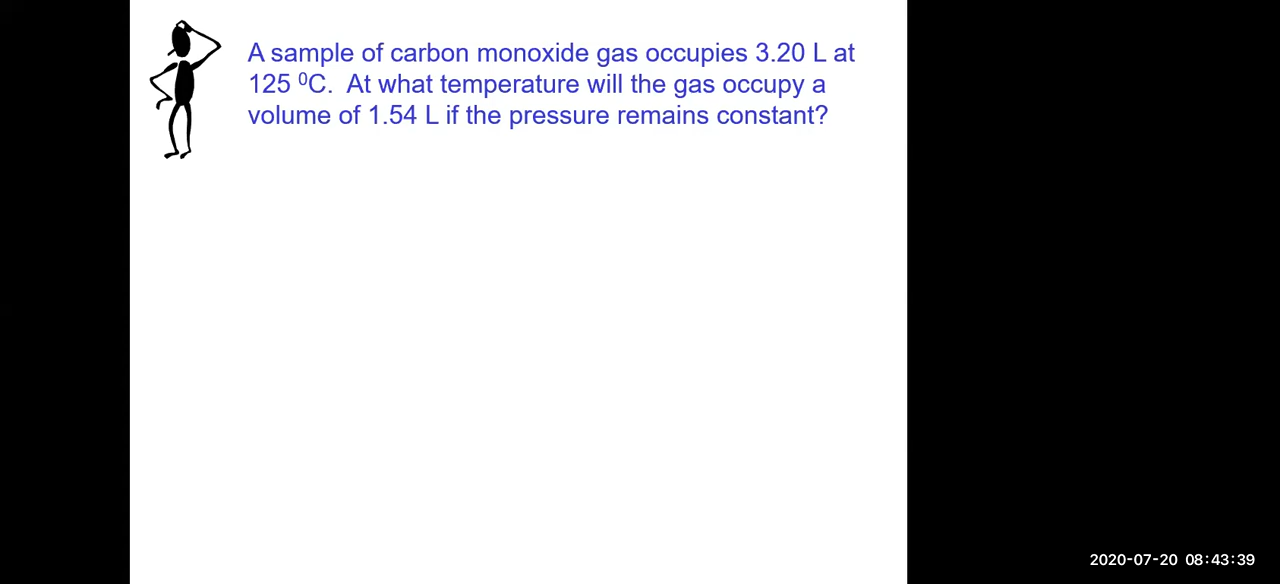 A sample of carbon monoxide gas occupies 3.20 L at
125 ⁰C.  At what temperature will the gas occupy a
volume of 1.54 L if the pressure remains constant?
2020-07-20 08:43:39